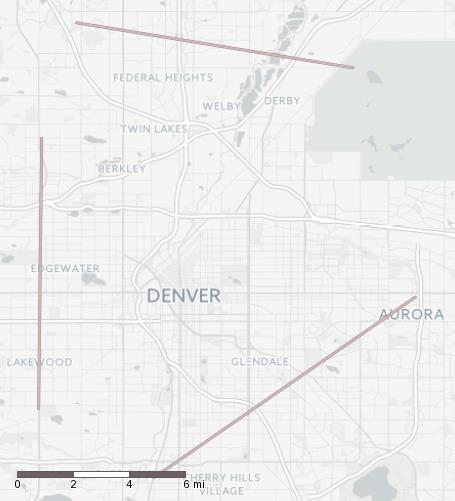 FEDERAL HEIGHTS
WELBY
DERBY
TWIN LAKES
BERKLEY
EDGEWATER
DENVER
AURORA
LAKEWOOD
GLENDALE
CHERRY HILLS
VILLAGE
0 2 4 6 mi